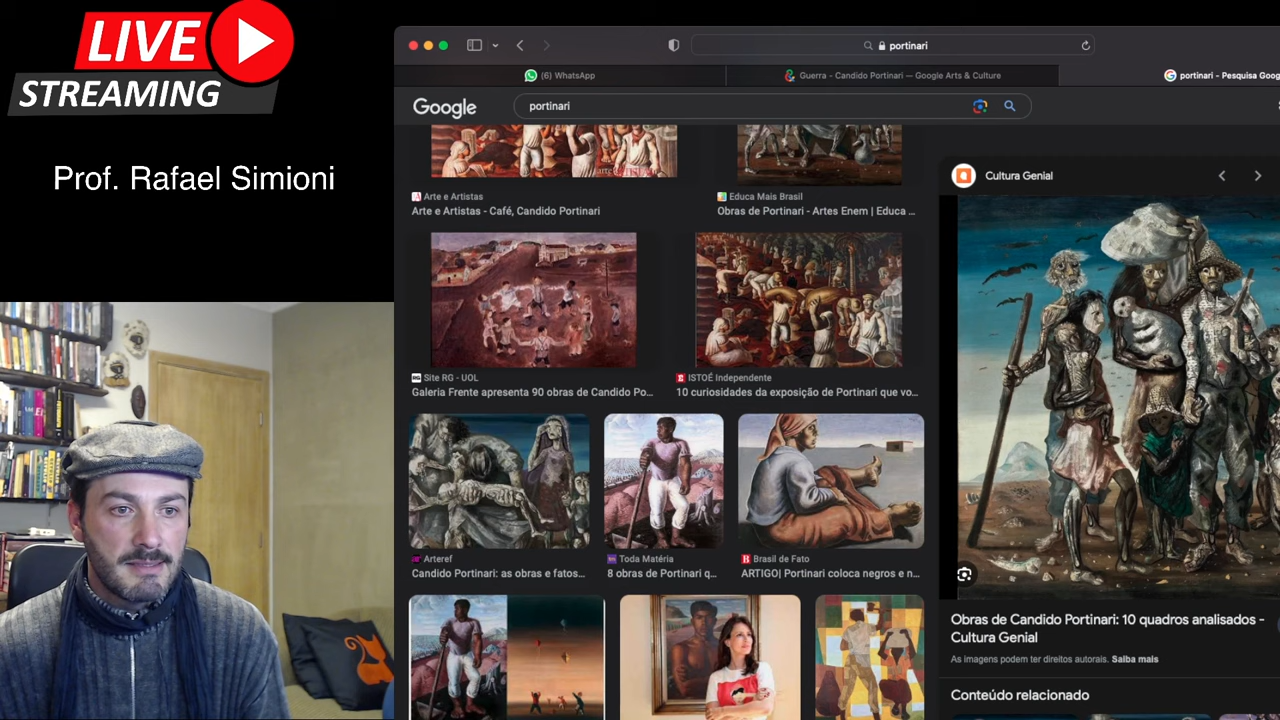 LIVE
STREAMING
Prof. Rafael Simioni
portinari
(6) WhatsApp
Guerra - Candido Portinari — Google Arts & Culture
portinari - Pesquisa Goog
Google
portinari
Arte e Artistas
Arte e Artistas - Café, Candido Portinari
Educa Mais Brasil
Obras de Portinari - Artes Enem | Educa ...
Cultura Genial
Site RG - UOL
Galeria Frente apresenta 90 obras de Candido Po...
ISTOÉ Independente
10 curiosidades da exposição de Portinari que vo...
Arteref
Candido Portinari: as obras e fatos...
Toda Matéria
8 obras de Portinari q...
Brasil de Fato
ARTIGO| Portinari coloca negros e n...
Obras de Candido Portinari: 10 quadros analisados -
Cultura Genial
As imagens podem ter direitos autorais. Saiba mais
Conteúdo relacionado